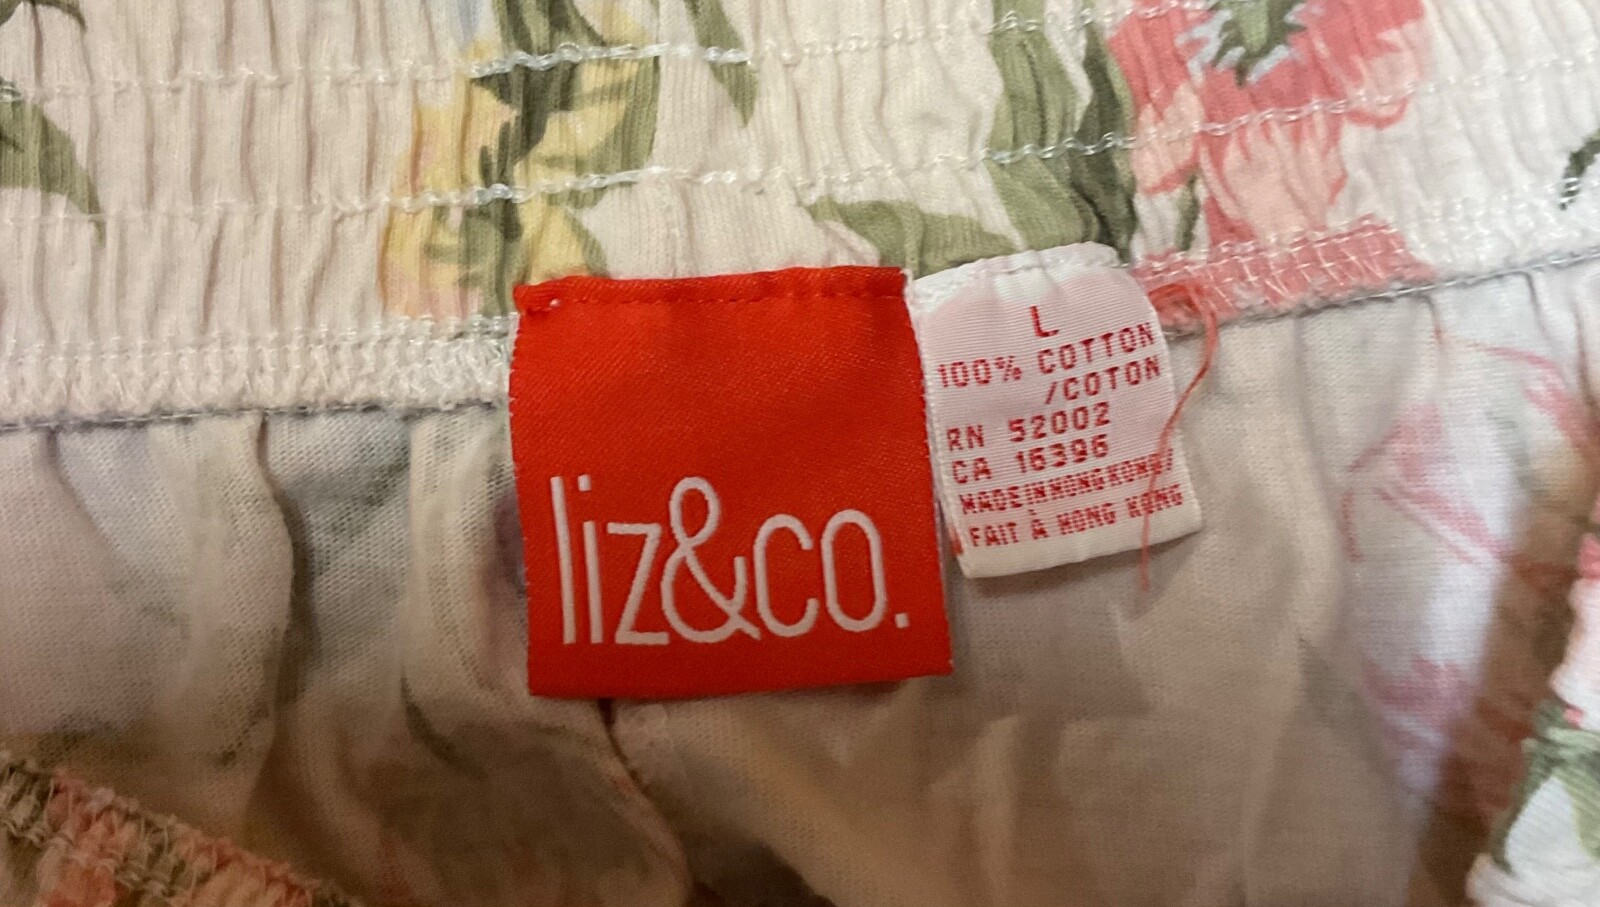 liz&co.
L
100% COTTON
/COTON
RN 52002
CA 16396
MADE IN HONG KONG/
FAIT À HONG KONG